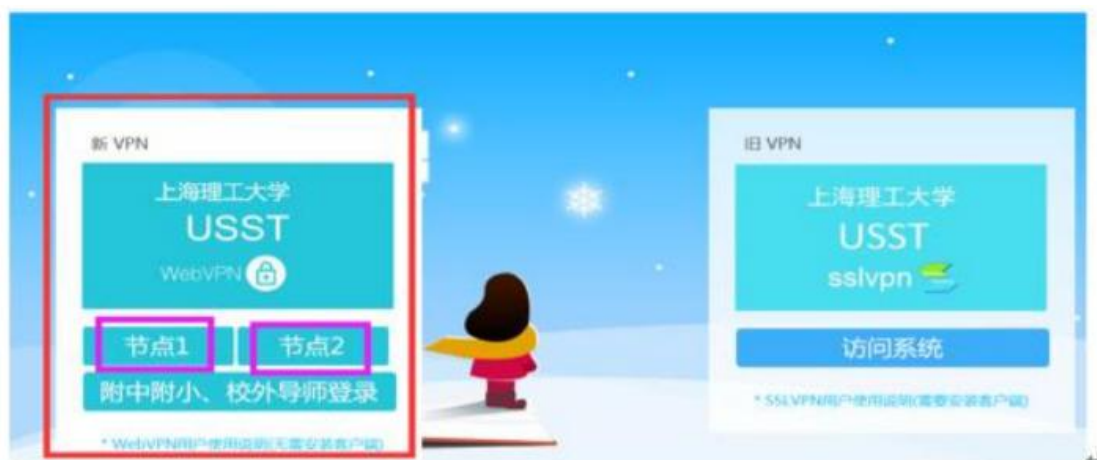 新 VPN
上海理工大学
USST
WebVPN
节点1
节点2
附中附小、校外导师登录
* WebVPN用户使用说明(无需安装客户端)
旧 VPN
上海理工大学
USST
sslvpn
访问系统
* SSLVPN用户使用说明(需要安装客户端)